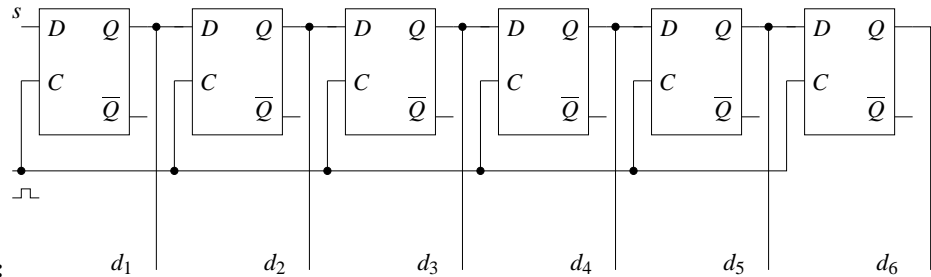 s
D Q D Q D Q D Q D Q D Q
C C C C C C
Q̅ Q̅ Q̅ Q̅ Q̅ Q̅
: d₁ d₂ d₃ d₄ d₅ d₆